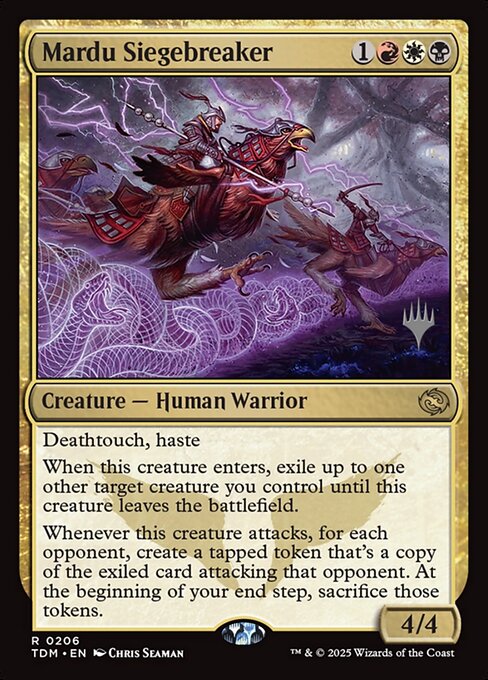 Mardu Siegebreaker 1
Creature — Human Warrior
Deathtouch, haste
When this creature enters, exile up to one
other target creature you control until this
creature leaves the battlefield.
Whenever this creature attacks, for each
opponent, create a tapped token that's a copy
of the exiled card attacking that opponent. At
the beginning of your end step, sacrifice those
tokens.
4/4
R 0206
TDM • EN Chris Seaman
™ & © 2025 Wizards of the Coast